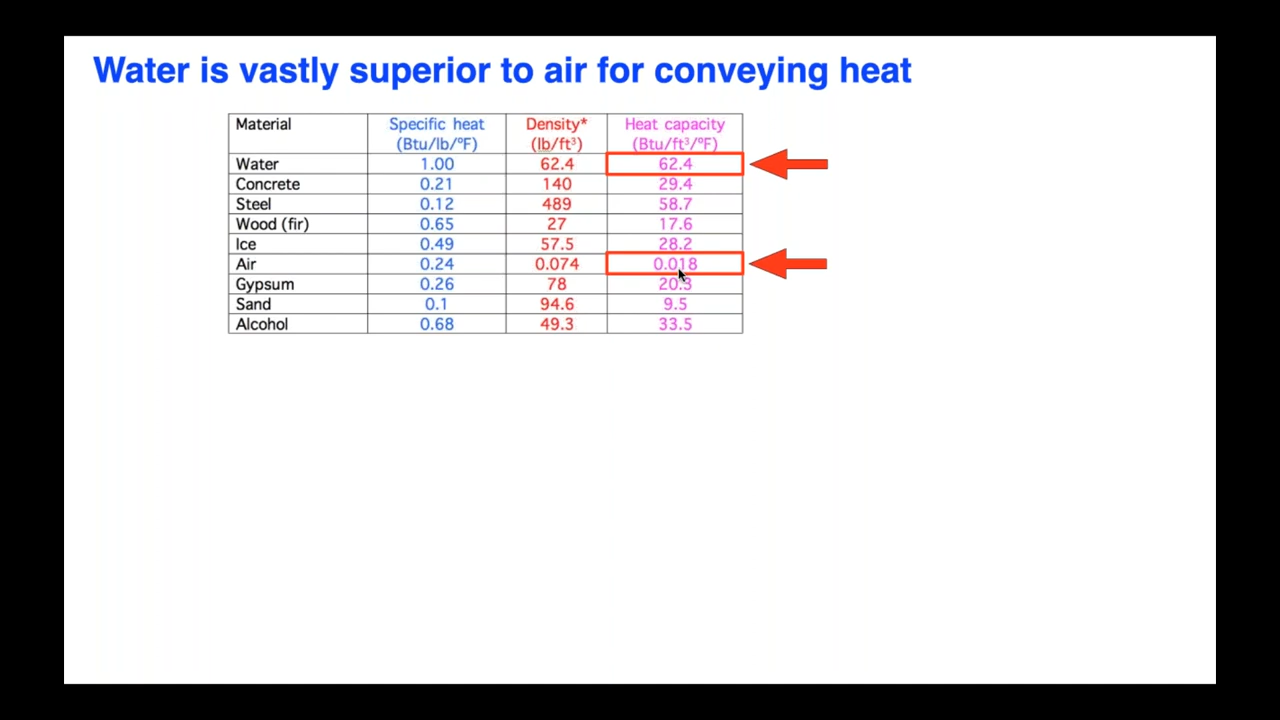 Water is vastly superior to air for conveying heat
Material Specific heat (Btu/lb/ºF) Density* (lb/ft³) Heat capacity (Btu/ft³/ºF)
Water 1.00 62.4 62.4
Concrete 0.21 140 29.4
Steel 0.12 489 58.7
Wood (fir) 0.65 27 17.6
Ice 0.49 57.5 28.2
Air 0.24 0.074 0.018
Gypsum 0.26 78 20.3
Sand 0.1 94.6 9.5
Alcohol 0.68 49.3 33.5